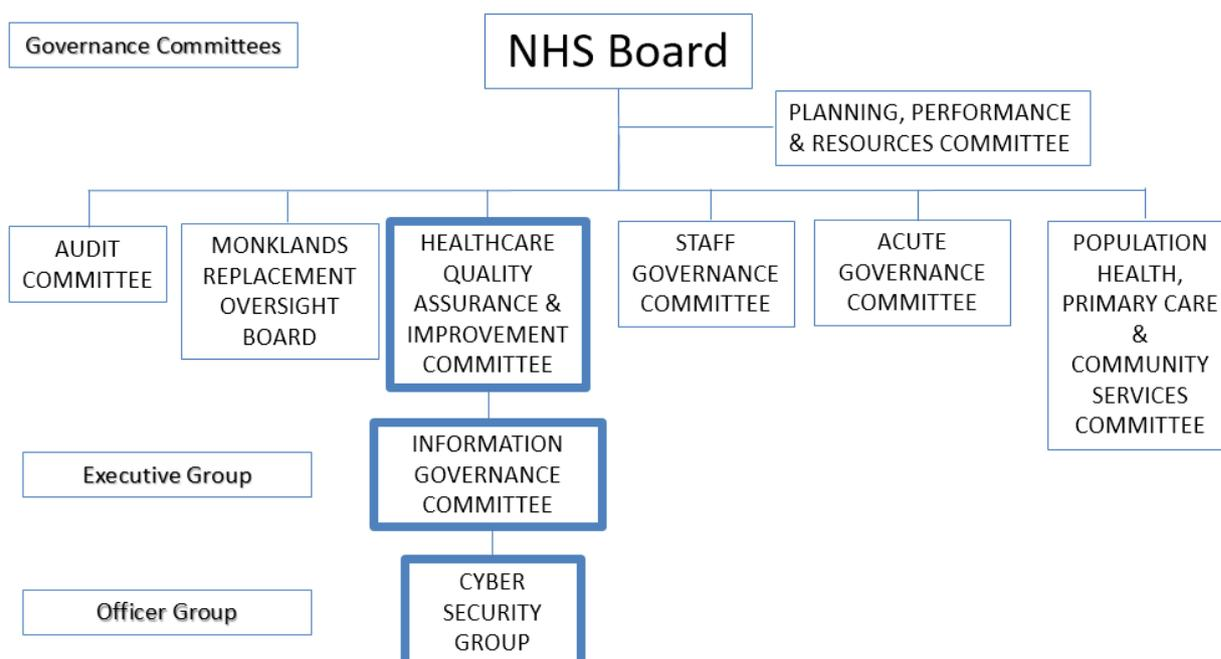 Governance Committees
NHS Board
PLANNING, PERFORMANCE
& RESOURCES COMMITTEE
AUDIT
COMMITTEE
MONKLANDS
REPLACEMENT
OVERSIGHT
BOARD
HEALTHCARE
QUALITY
ASSURANCE &
IMPROVEMENT
COMMITTEE
STAFF
GOVERNANCE
COMMITTEE
ACUTE
GOVERNANCE
COMMITTEE
POPULATION
HEALTH,
PRIMARY CARE
&
COMMUNITY
SERVICES
COMMITTEE
Executive Group
INFORMATION
GOVERNANCE
COMMITTEE
Officer Group
CYBER
SECURITY
GROUP